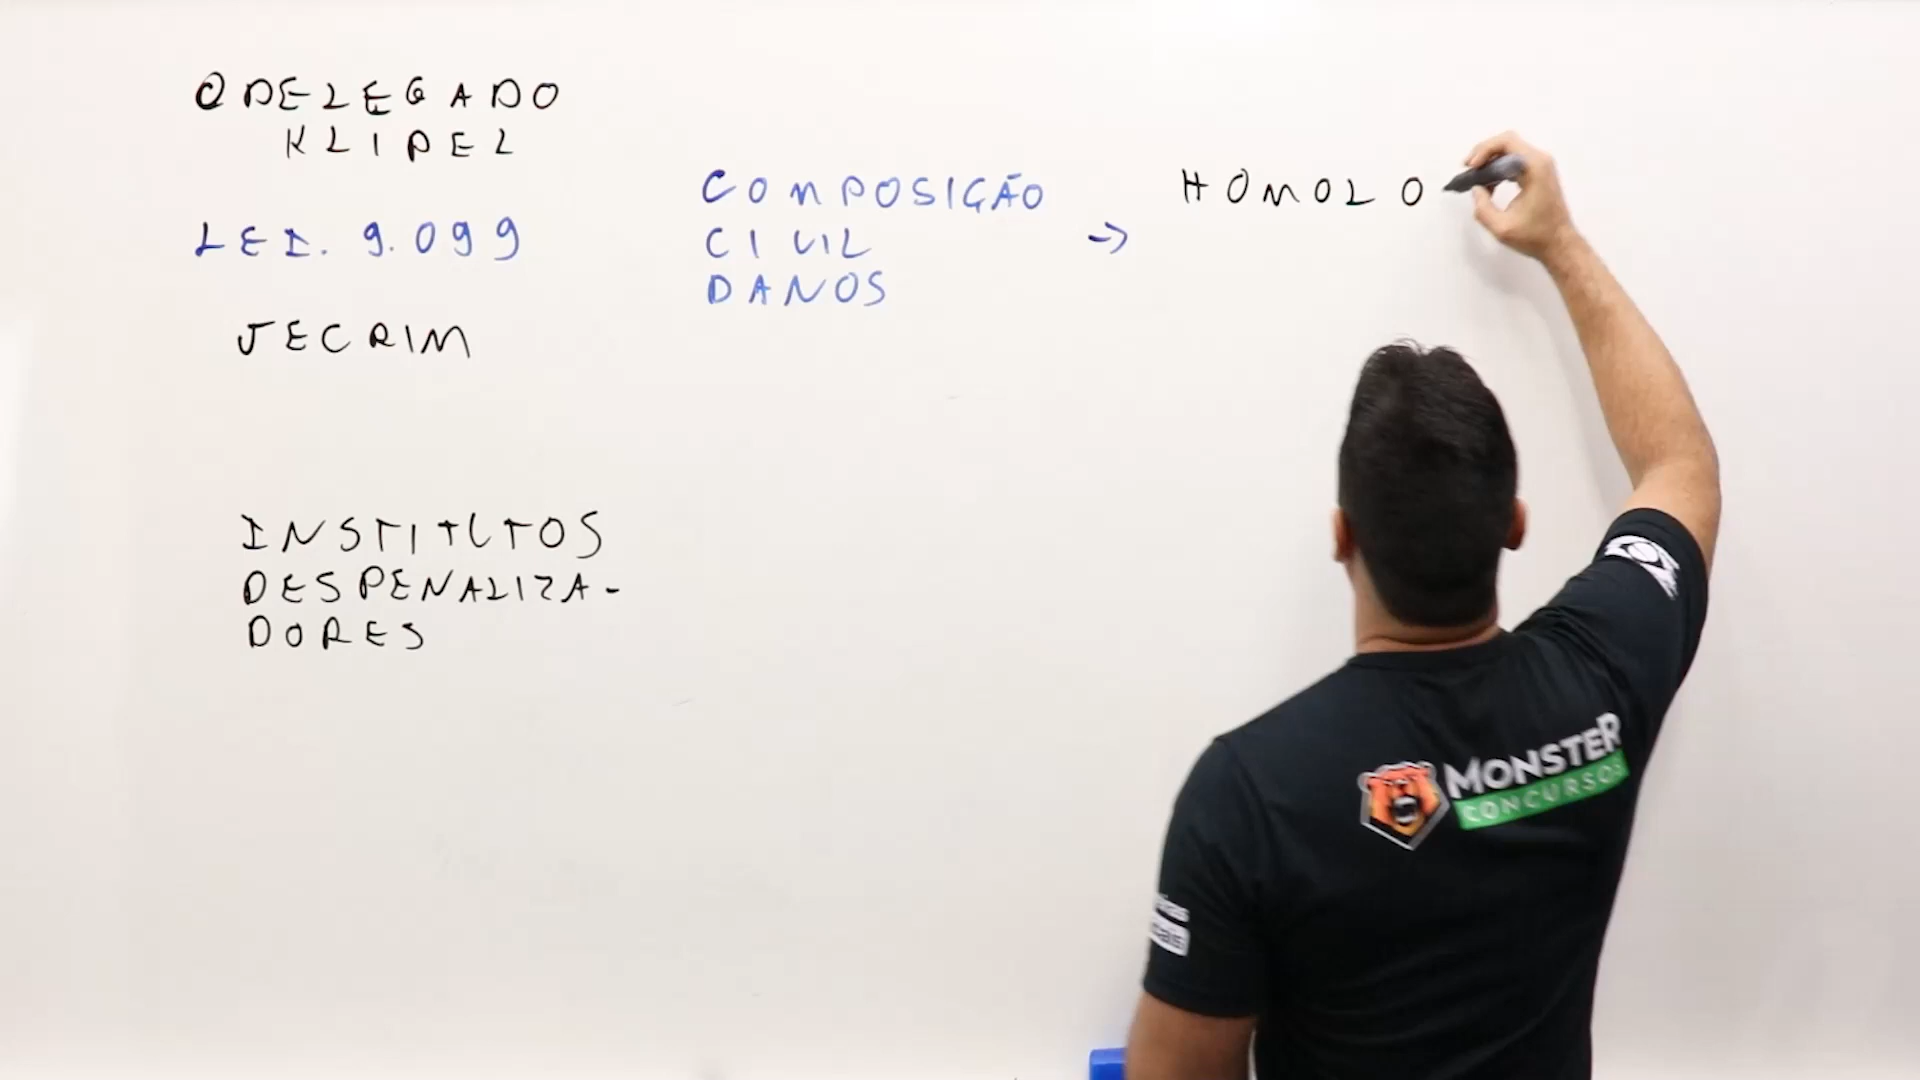 @DELEGADO
KLIPEL
LEI. 9.099
JECRIM
INSTITUTOS
DESPENALIZA-
DORES
COMPOSIÇÃO
CIVIL
DANOS
→
HOMOLO
MONSTER
CONCURSOS